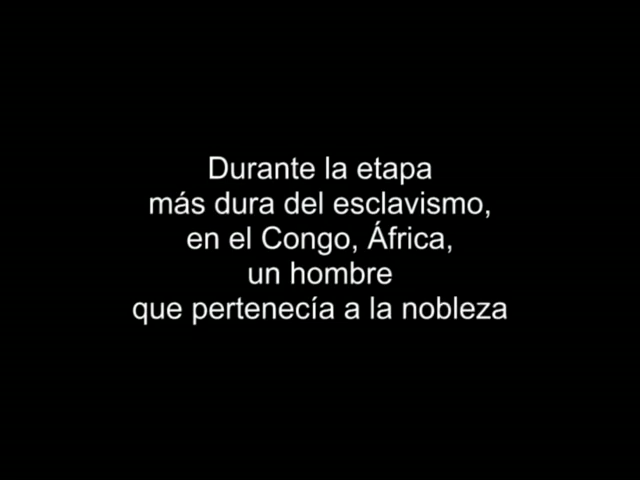 Durante la etapa
más dura del esclavismo,
en el Congo, África,
un hombre
que pertenecía a la nobleza